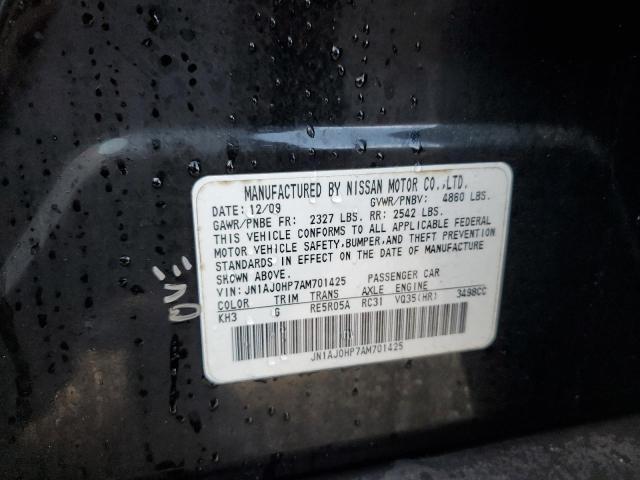 MANUFACTURED BY NISSAN MOTOR CO.,LTD.
DATE: 12/09 GVWR/PNBV: 4860 LBS.
GAWR/PNBE FR: 2327 LBS. RR: 2542 LBS.
THIS VEHICLE CONFORMS TO ALL APPLICABLE FEDERAL
MOTOR VEHICLE SAFETY,BUMPER,AND THEFT PREVENTION
STANDARDS IN EFFECT ON THE DATE OF MANUFACTURE
SHOWN ABOVE.
VIN: JN1AJ0HP7AM701425 PASSENGER CAR
COLOR TRIM TRANS AXLE ENGINE
KH3 G RE5R05A RC31 VQ35(HR) 3498CC
JN1AJ0HP7AM701425